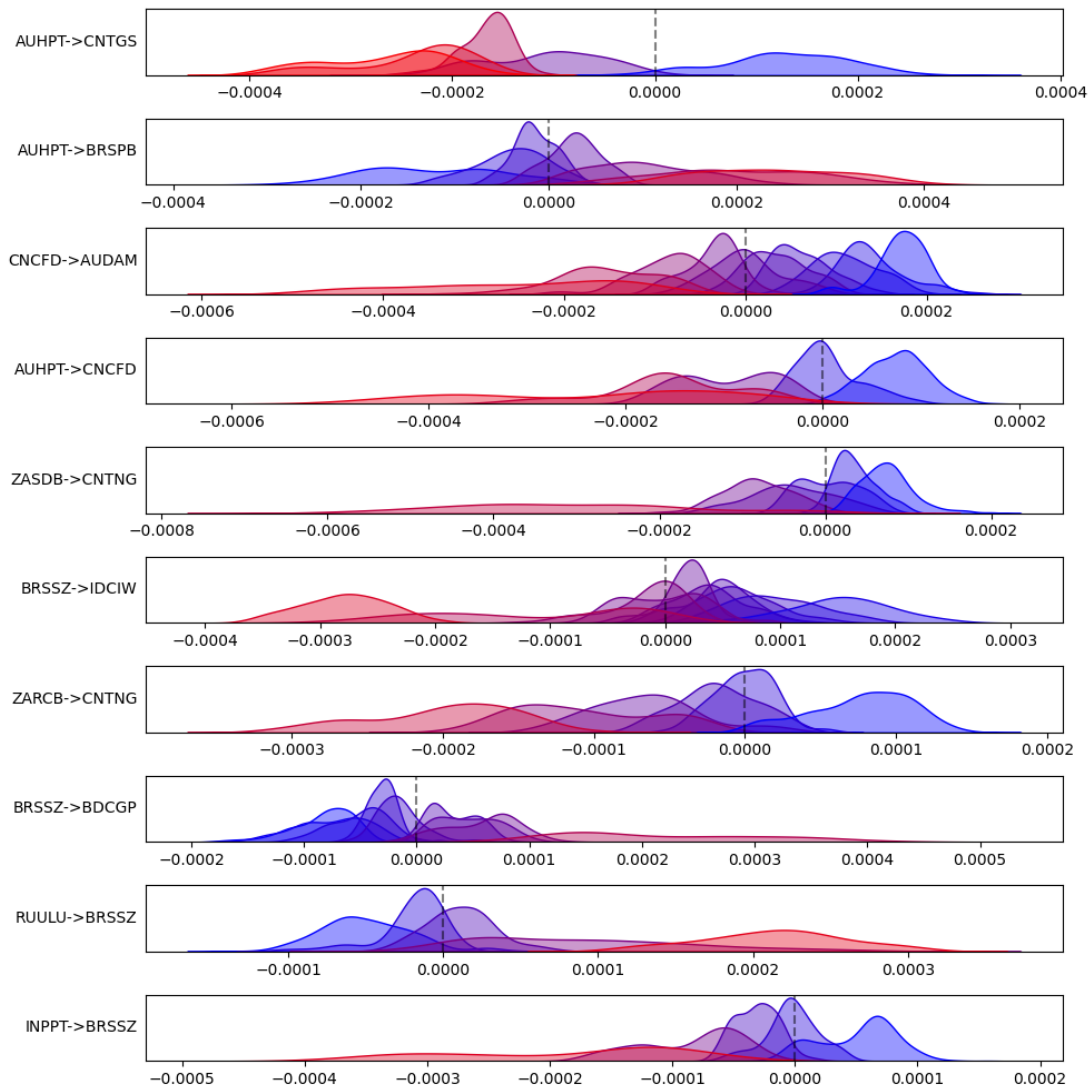 AUHPT->CNTGS
−0.0004 −0.0002 0.0000 0.0002 0.0004
AUHPT->BRSPB
−0.0004 −0.0002 0.0000 0.0002 0.0004
CNCFD->AUDAM
−0.0006 −0.0004 −0.0002 0.0000 0.0002
AUHPT->CNCFD
−0.0006 −0.0004 −0.0002 0.0000 0.0002
ZASDB->CNTNG
−0.0008 −0.0006 −0.0004 −0.0002 0.0000 0.0002
BRSSZ->IDCIW
−0.0004 −0.0003 −0.0002 −0.0001 0.0000 0.0001 0.0002 0.0003
ZARCB->CNTNG
−0.0003 −0.0002 −0.0001 0.0000 0.0001 0.0002
BRSSZ->BDCGP
−0.0002 −0.0001 0.0000 0.0001 0.0002 0.0003 0.0004 0.0005
RUULU->BRSSZ
−0.0001 0.0000 0.0001 0.0002 0.0003
INPPT->BRSSZ
−0.0005 −0.0004 −0.0003 −0.0002 −0.0001 0.0000 0.0001 0.0002